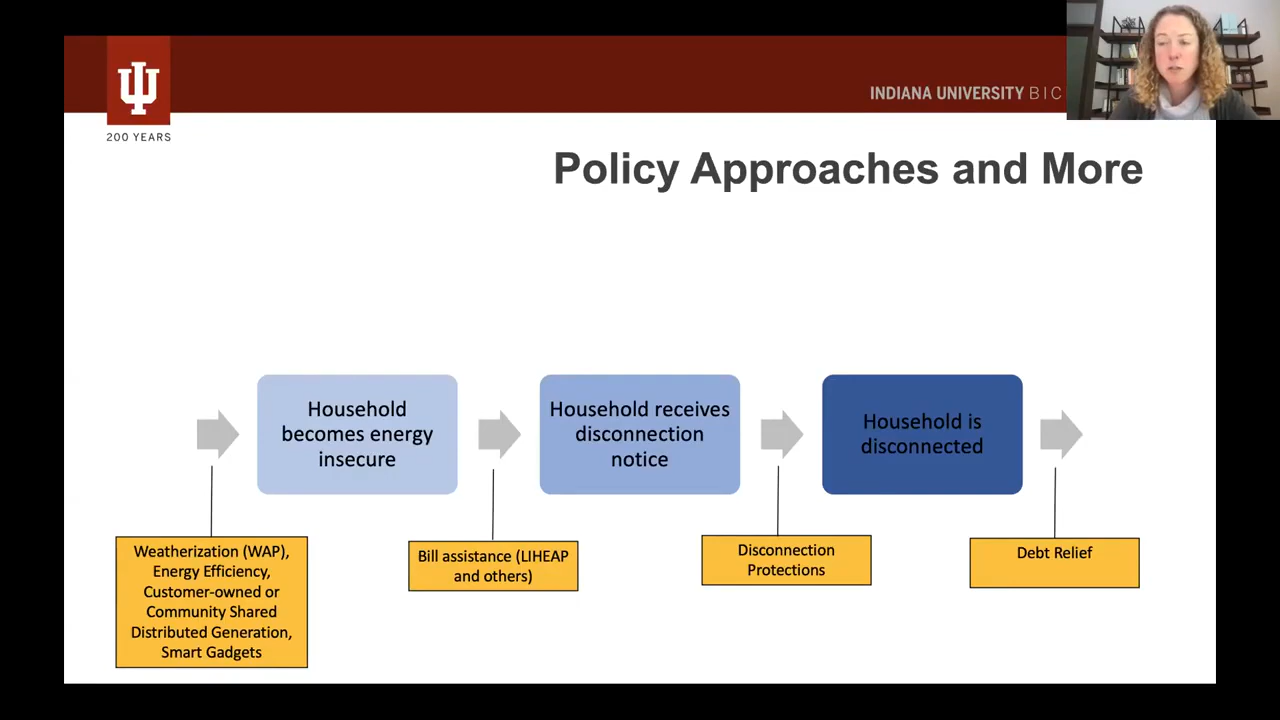 INDIANA UNIVERSITY BIC
200 YEARS
Policy Approaches and More
Household
becomes energy
insecure
Household receives
disconnection
notice
Household is
disconnected
Weatherization (WAP),
Energy Efficiency,
Customer-owned or
Community Shared
Distributed Generation,
Smart Gadgets
Bill assistance (LIHEAP
and others)
Disconnection
Protections
Debt Relief